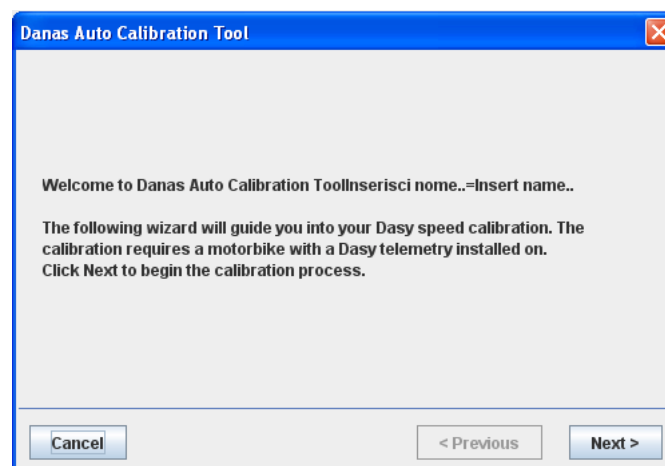 Danas Auto Calibration Tool
Welcome to Danas Auto Calibration ToolInserisci nome..=Insert name..
The following wizard will guide you into your Dasy speed calibration. The
calibration requires a motorbike with a Dasy telemetry installed on.
Click Next to begin the calibration process.
Cancel < Previous Next >